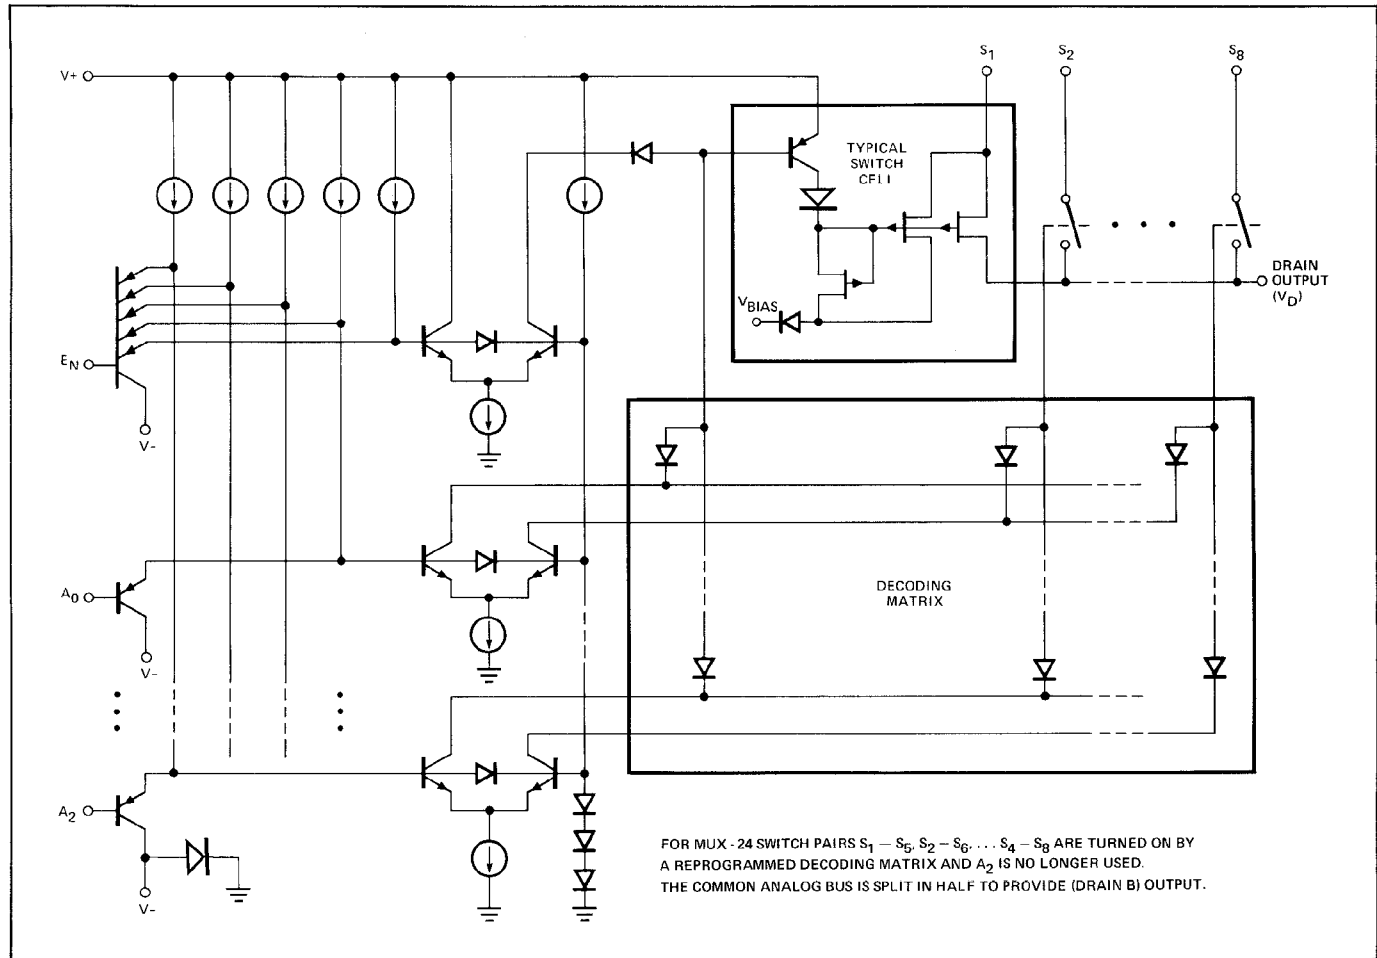 V+
S1
S2
S8
TYPICAL
SWITCH
CELL
DRAIN
OUTPUT
(VD)
VBIAS
EN
V-
A0
V-
DECODING
MATRIX
A2
V-
FOR MUX - 24 SWITCH PAIRS S1 – S5, S2 – S6, . . . S4 – S8 ARE TURNED ON BY
A REPROGRAMMED DECODING MATRIX AND A2 IS NO LONGER USED.
THE COMMON ANALOG BUS IS SPLIT IN HALF TO PROVIDE (DRAIN B) OUTPUT.